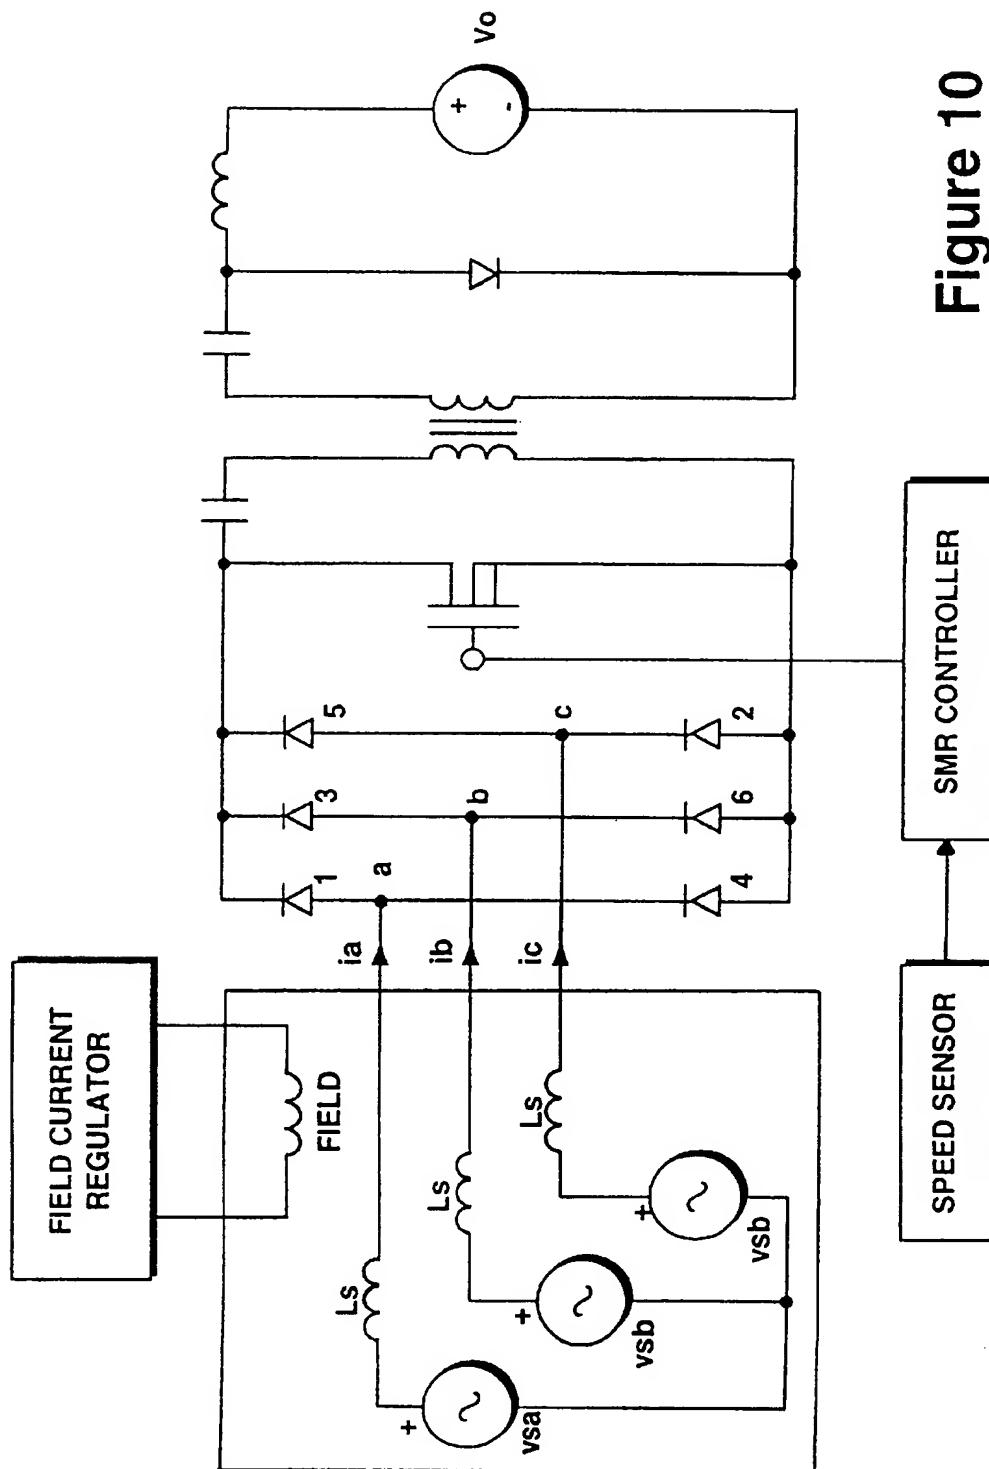 FIELD CURRENT
REGULATOR
FIELD
Ls
Ls
Ls
+
+
+
vsa
vsb
vsb
ia
ib
ic
a
b
c
1
3
5
4
6
2
+
-
Vo
SPEED SENSOR
SMR CONTROLLER
Figure 10